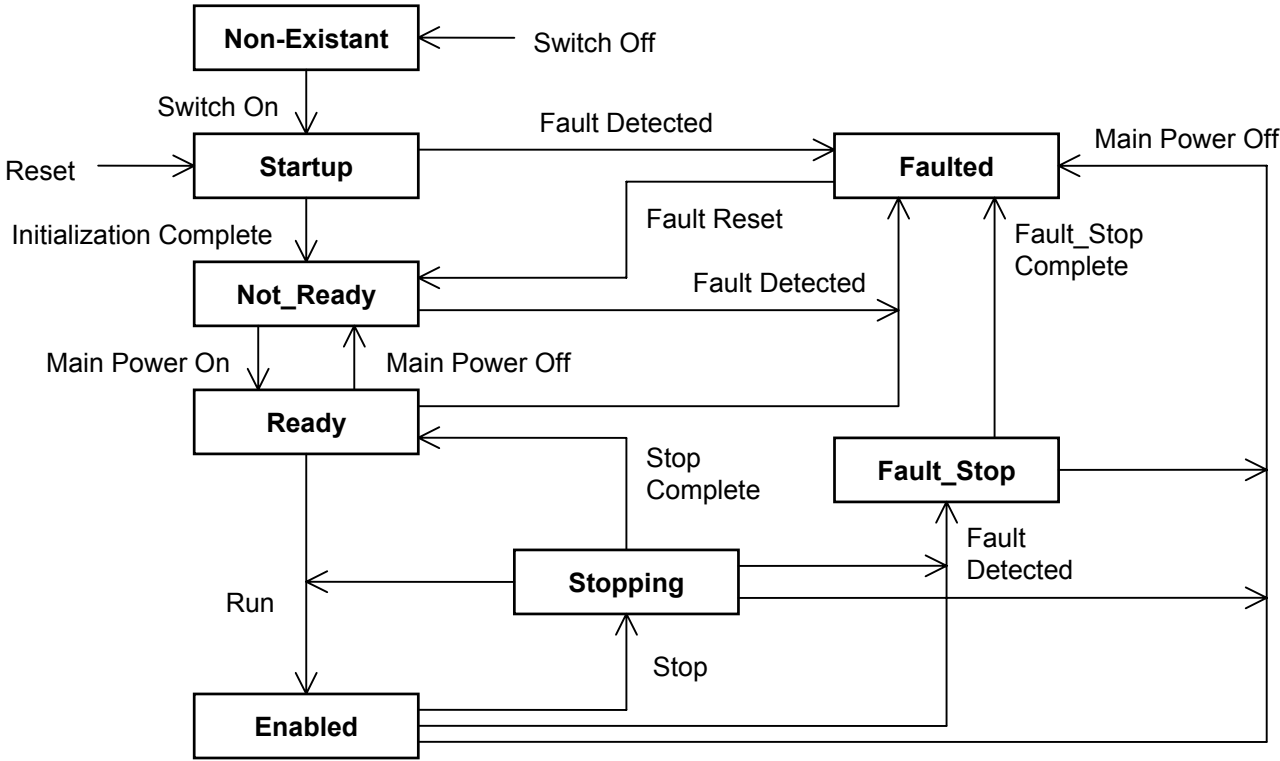 Non-Existant
Switch Off
Switch On
Fault Detected
Main Power Off
Reset
Startup
Faulted
Fault Reset
Fault_Stop
Complete
Initialization Complete
Not_Ready
Fault Detected
Main Power On
Main Power Off
Ready
Stop
Complete
Fault_Stop
Fault
Detected
Stopping
Run
Stop
Enabled